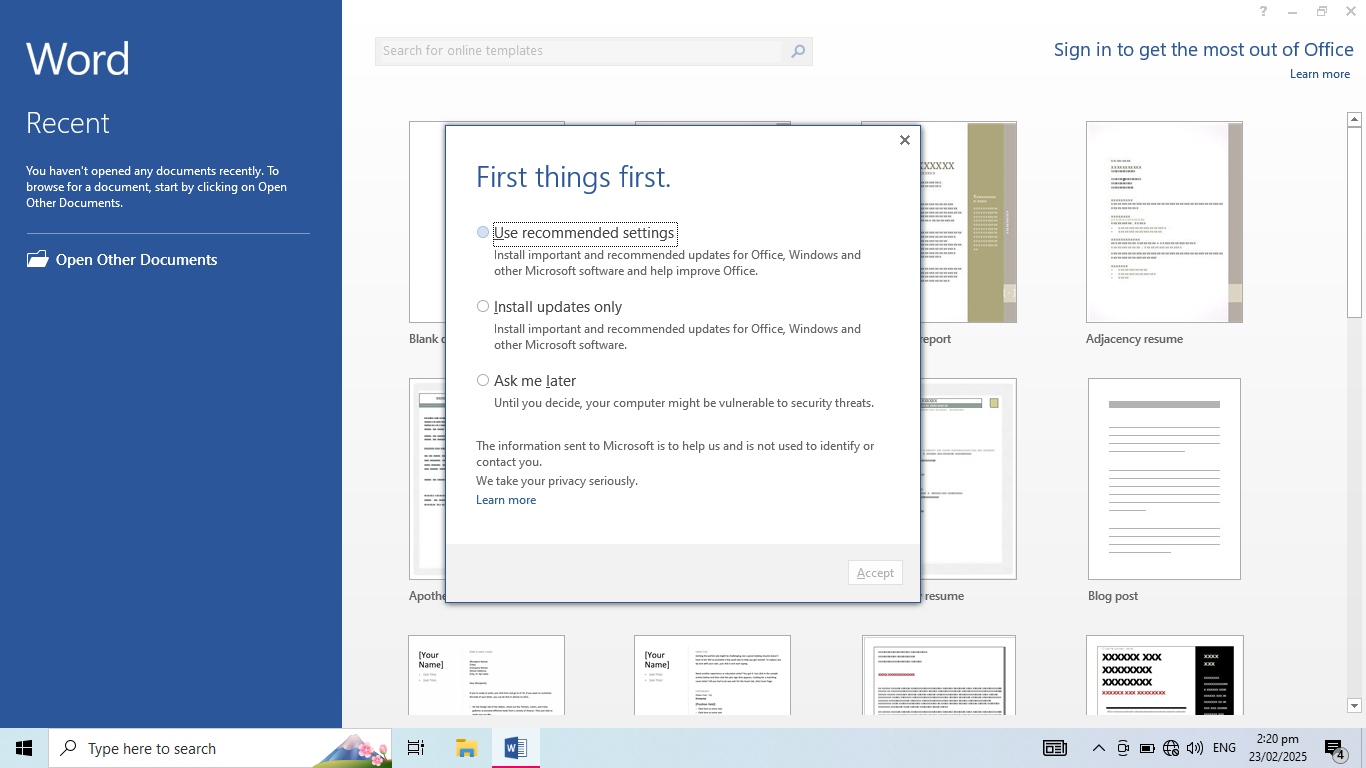 Word
Recent
You haven't opened any documents recently. To
browse for a document, start by clicking on Open
Other Documents.
Open Other Documents
Search for online templates
?
Sign in to get the most out of Office
Learn more
First things first.
Use recommended settings
Install important and recommended updates for Office, Windows and
other Microsoft software and help improve Office.
Install updates only
Install important and recommended updates for Office, Windows and
other Microsoft software.
Ask me later
Until you decide, your computer might be vulnerable to security threats.
The information sent to Microsoft is to help us and is not used to identify or
contact you.
We take your privacy seriously.
Learn more
Accept
Blank
report
Adjacency resume
resume
Blog post
[Your
Name]
[Your
Name]
XXXXXX XXX
XXXXXXXX
XXXXXXXX
XXXXXX XXX XXXXXXXX
XXXX
XXX
Type here to search
W
ENG
2:20 pm
23/02/2025
4